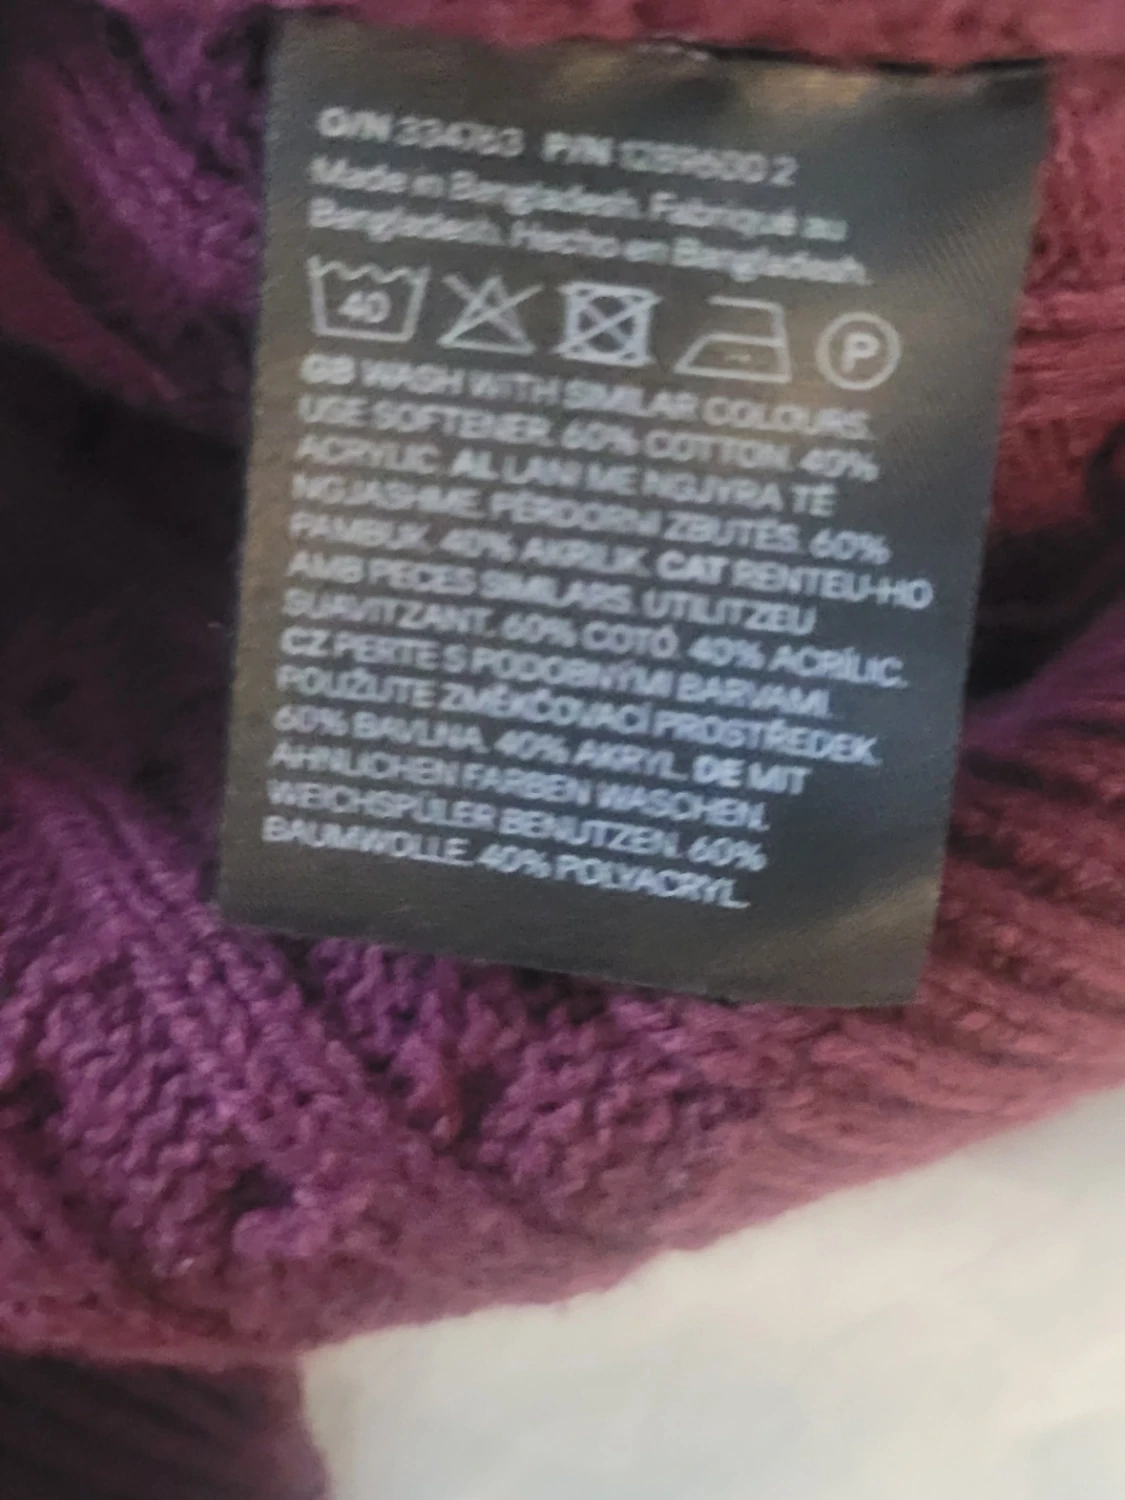 O/N 334763 P/N 2
Made in Bangladesh. Fabriqué au
Bangladesh. Hecho en Bangladesh.
40 P
GB WASH WITH SIMILAR COLOURS.
USE SOFTENER. 60% COTTON. 40%
ACRYLIC. AL LANI ME NGJYRA TË
NGJASHME. PËRDORNI ZBUTËS. 60%
PAMBUK. 40% AKRILIK. CAT RENTEU-HO
AMB PECES SIMILARS. UTILITZEU
SUAVITZANT. 60% COTÓ. 40% ACRÍLIC.
CZ PERTE S PODOBNÝMI BARVAMI.
POUŽIJTE ZMĚKČOVACÍ PROSTŘEDEK.
60% BAVLNA. 40% AKRYL. DE MIT
ÄHNLICHEN FARBEN WASCHEN.
WEICHSPÜLER BENUTZEN. 60%
BAUMWOLLE. 40% POLYACRYL.